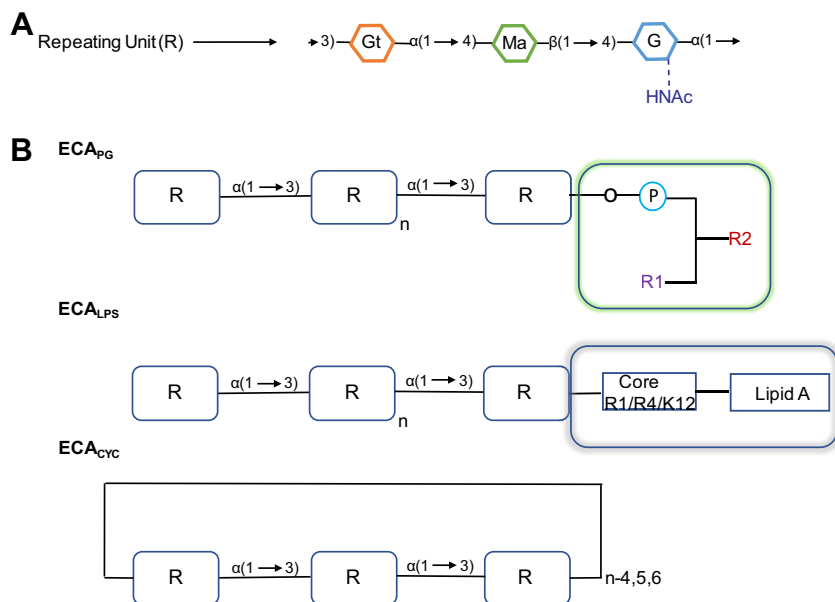 A
Repeating Unit (R) 3) Gt α(1 4) Ma β(1 4) G α(1
HNAc
B
ECAPG
R α(1 → 3) R α(1 → 3) R O P
n
R2
R1
ECALPS
R α(1 → 3) R α(1 → 3) R Core R1/R4/K12 Lipid A
n
ECACYC
R α(1 → 3) R α(1 → 3) R n-4,5,6